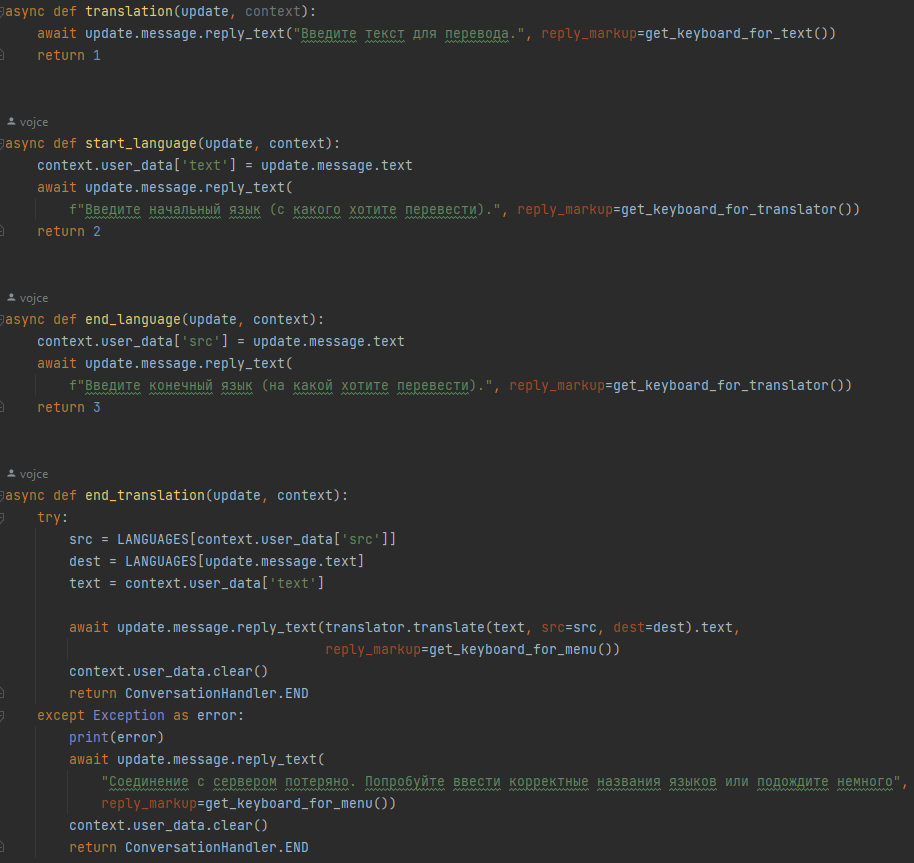 async def translation(update, context):
    await update.message.reply_text("Введите текст для перевода.", reply_markup=get_keyboard_for_text())
    return 1
vojce
async def start_language(update, context):
    context.user_data['text'] = update.message.text
    await update.message.reply_text(
        f"Введите начальный язык (с какого хотите перевести).", reply_markup=get_keyboard_for_translator())
    return 2
vojce
async def end_language(update, context):
    context.user_data['src'] = update.message.text
    await update.message.reply_text(
        f"Введите конечный язык (на какой хотите перевести).", reply_markup=get_keyboard_for_translator())
    return 3
vojce
async def end_translation(update, context):
    try:
        src = LANGUAGES[context.user_data['src']]
        dest = LANGUAGES[update.message.text]
        text = context.user_data['text']
        await update.message.reply_text(translator.translate(text, src=src, dest=dest).text,
                                        reply_markup=get_keyboard_for_menu())
        context.user_data.clear()
        return ConversationHandler.END
    except Exception as error:
        print(error)
        await update.message.reply_text(
            "Соединение с сервером потеряно. Попробуйте ввести корректные названия языков или подождите немного",
            reply_markup=get_keyboard_for_menu())
        context.user_data.clear()
        return ConversationHandler.END